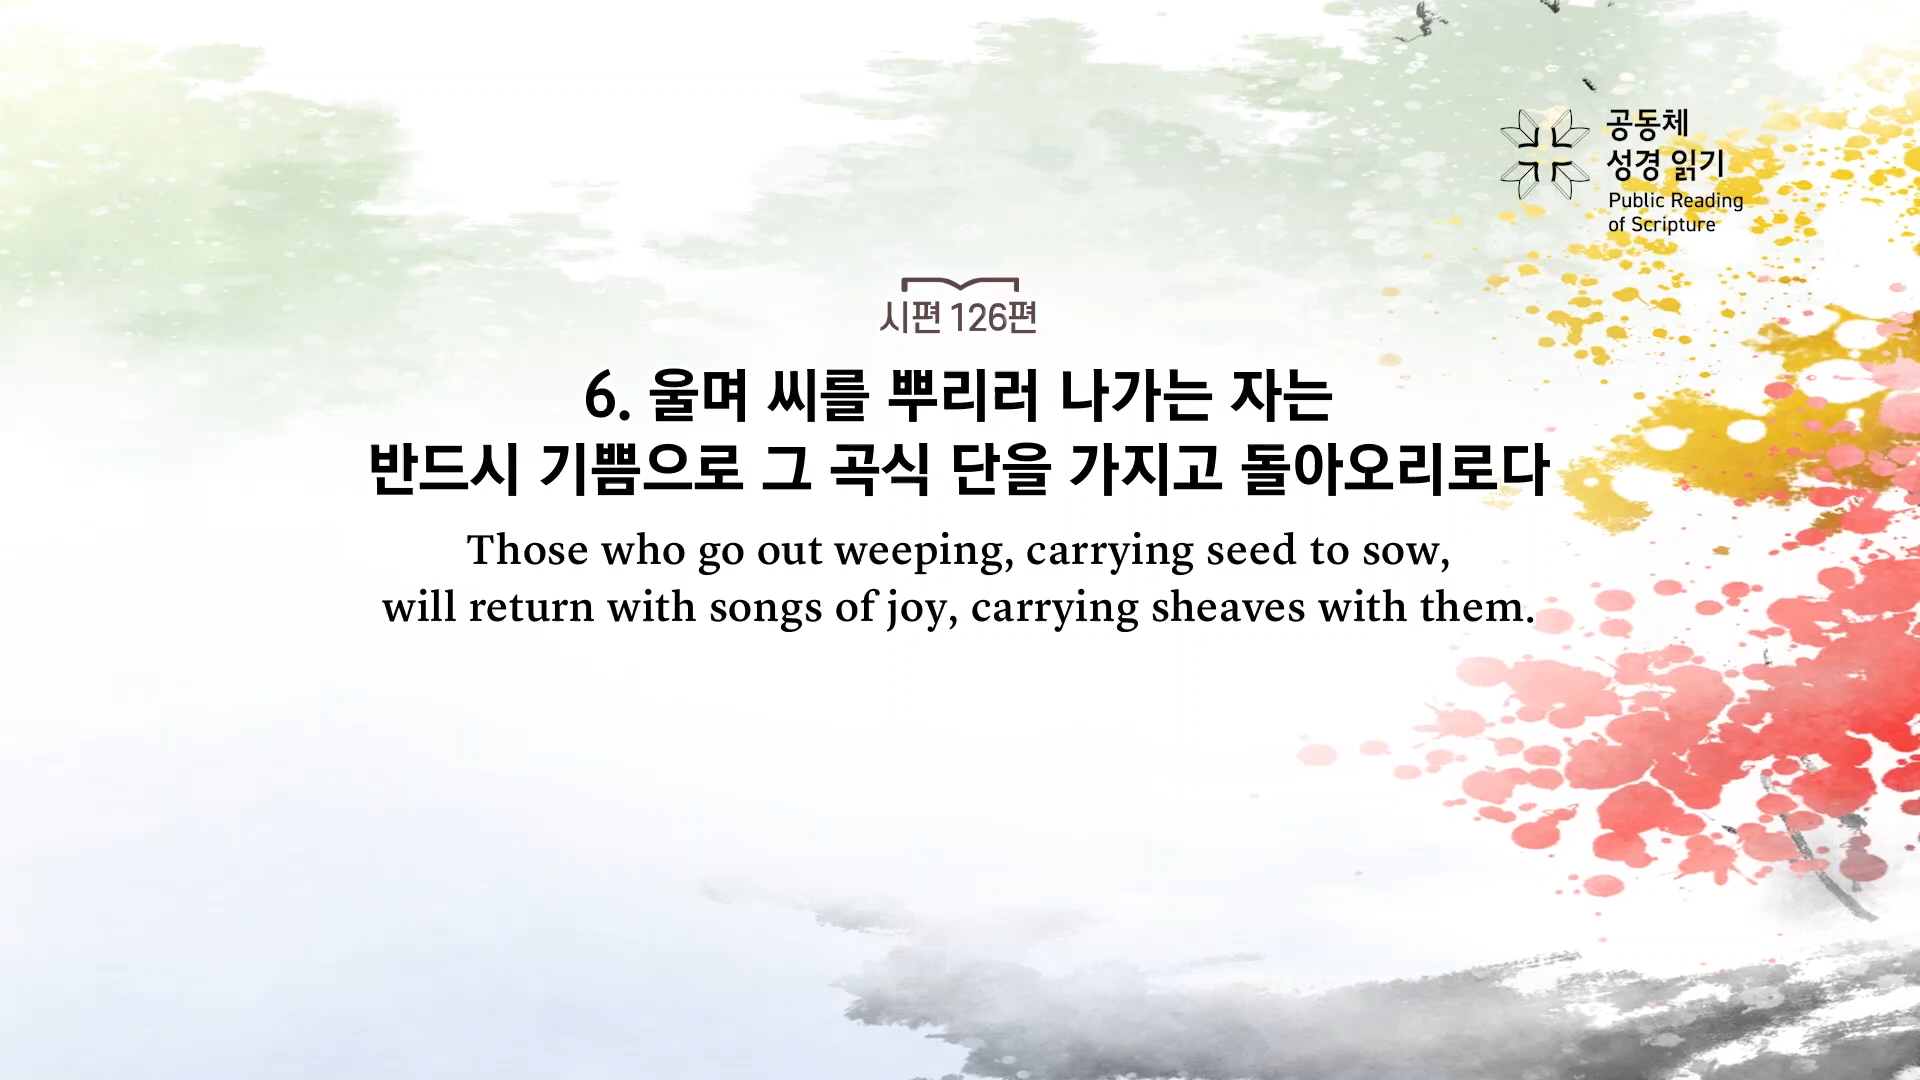 공동체
성경 읽기
Public Reading
of Scripture
시편 126편
6. 울며 씨를 뿌리러 나가는 자는
반드시 기쁨으로 그 곡식 단을 가지고 돌아오리로다
Those who go out weeping, carrying seed to sow,
will return with songs of joy, carrying sheaves with them.